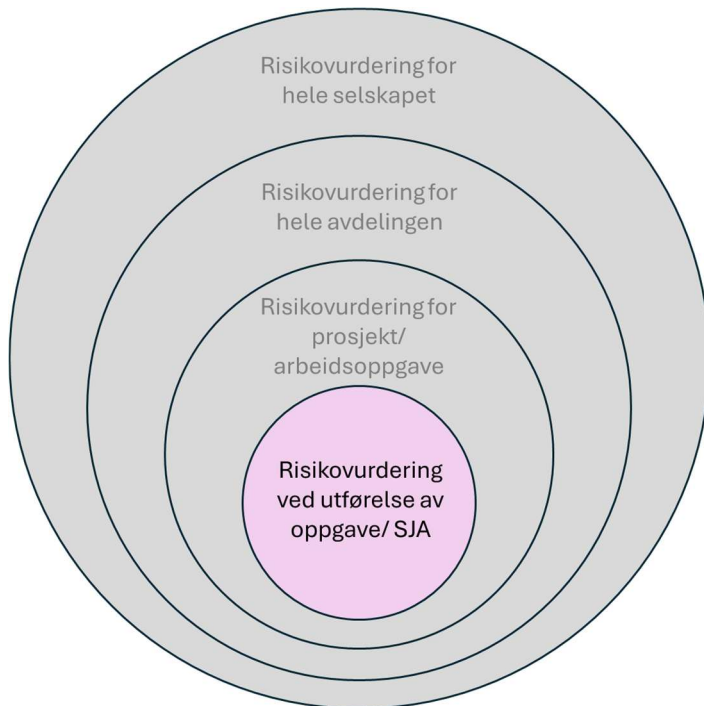 Risikovurdering for
hele selskapet
Risikovurdering for
hele avdelingen
Risikovurdering for
prosjekt/
arbeidsoppgave
Risikovurdering
ved utførelse av
oppgave/ SJA